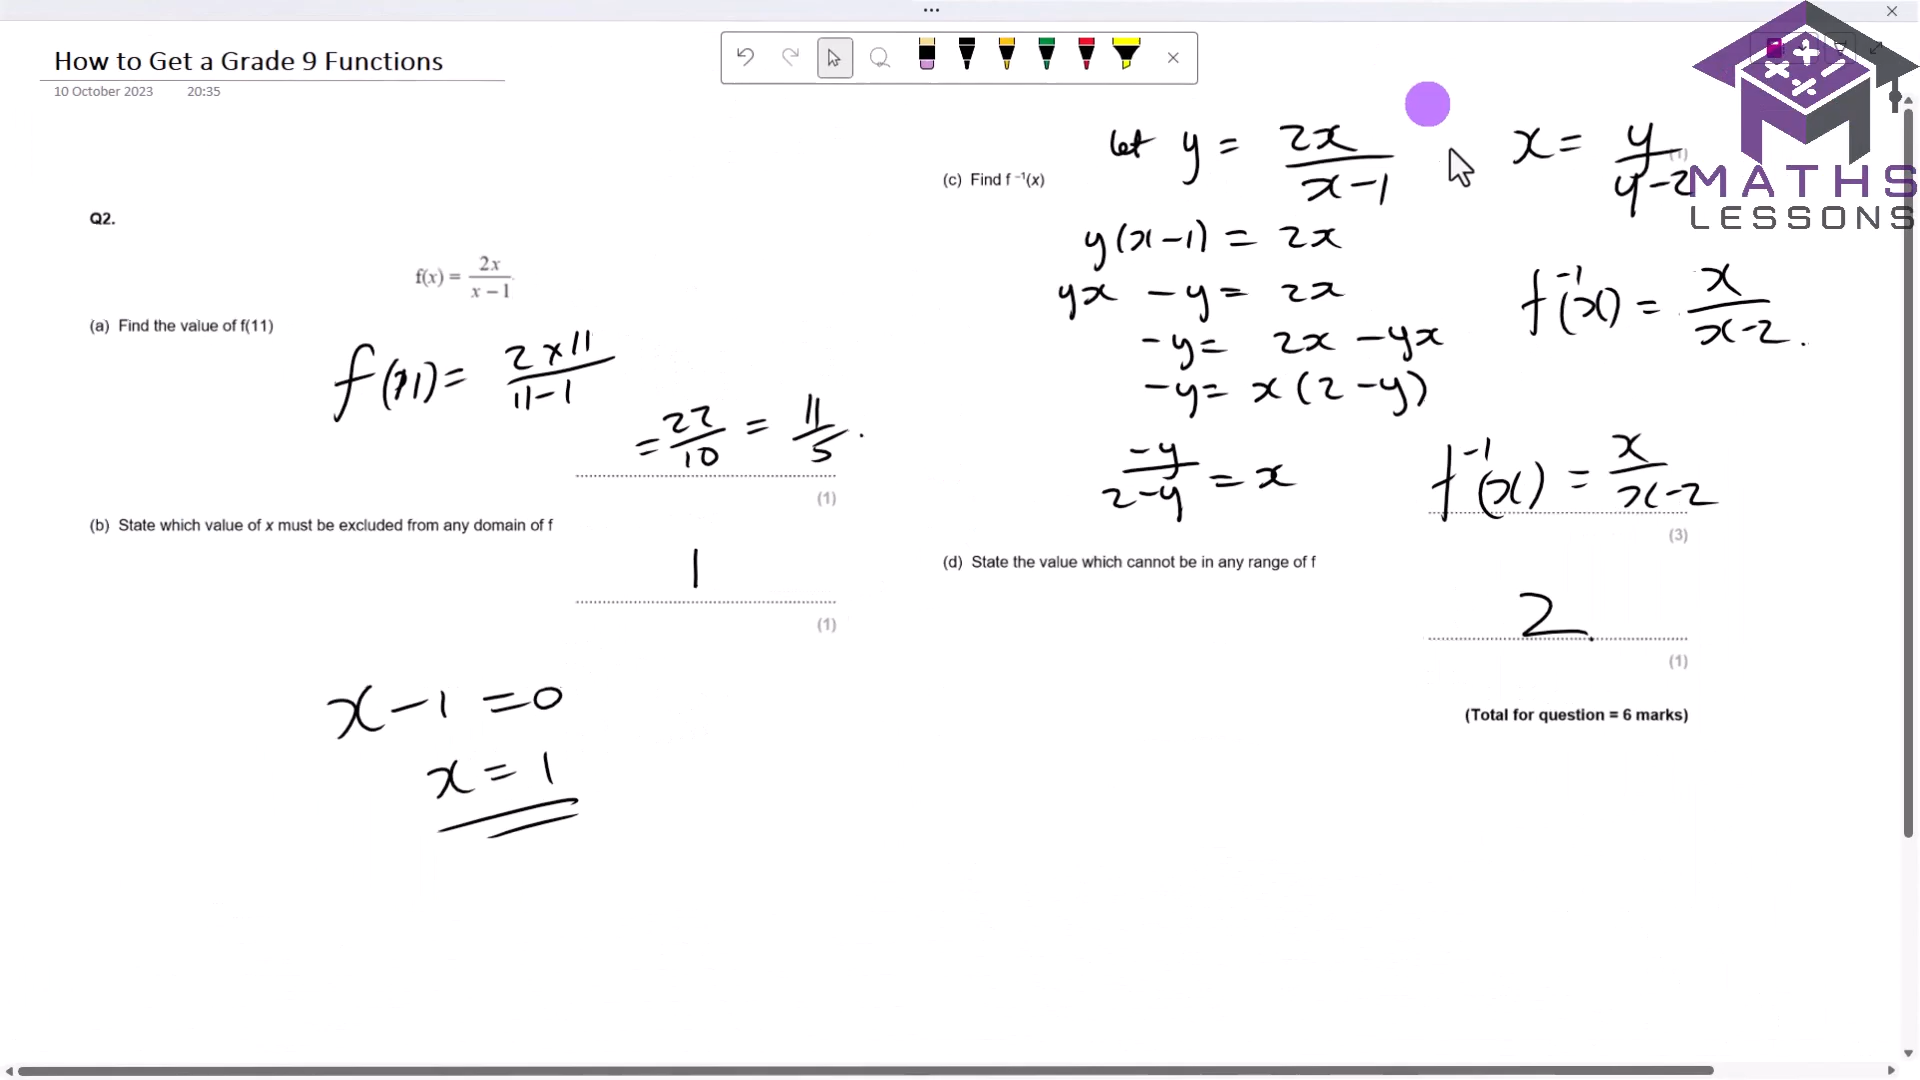 How to Get a Grade 9 Functions
10 October 2023 20:35
Q2.
f(x) = 2x / x − 1
(a) Find the value of f(11)
f(11) = 2×11 / 11−1
= 22/10 = 11/5 .
(1)
(b) State which value of x must be excluded from any domain of f
1
(1)
x − 1 = 0
x = 1
(c) Find f ⁻¹(x)
let y = 2x / x−1
y(x−1) = 2x
yx − y = 2x
−y = 2x − yx
−y = x(2−y)
−y / 2−y = x
x = y / y−2
(1)
f⁻¹(x) = x / x−2 .
f⁻¹(x) = x / x−2
(3)
(d) State the value which cannot be in any range of f
2.
(1)
(Total for question = 6 marks)
MATHS
LESSONS